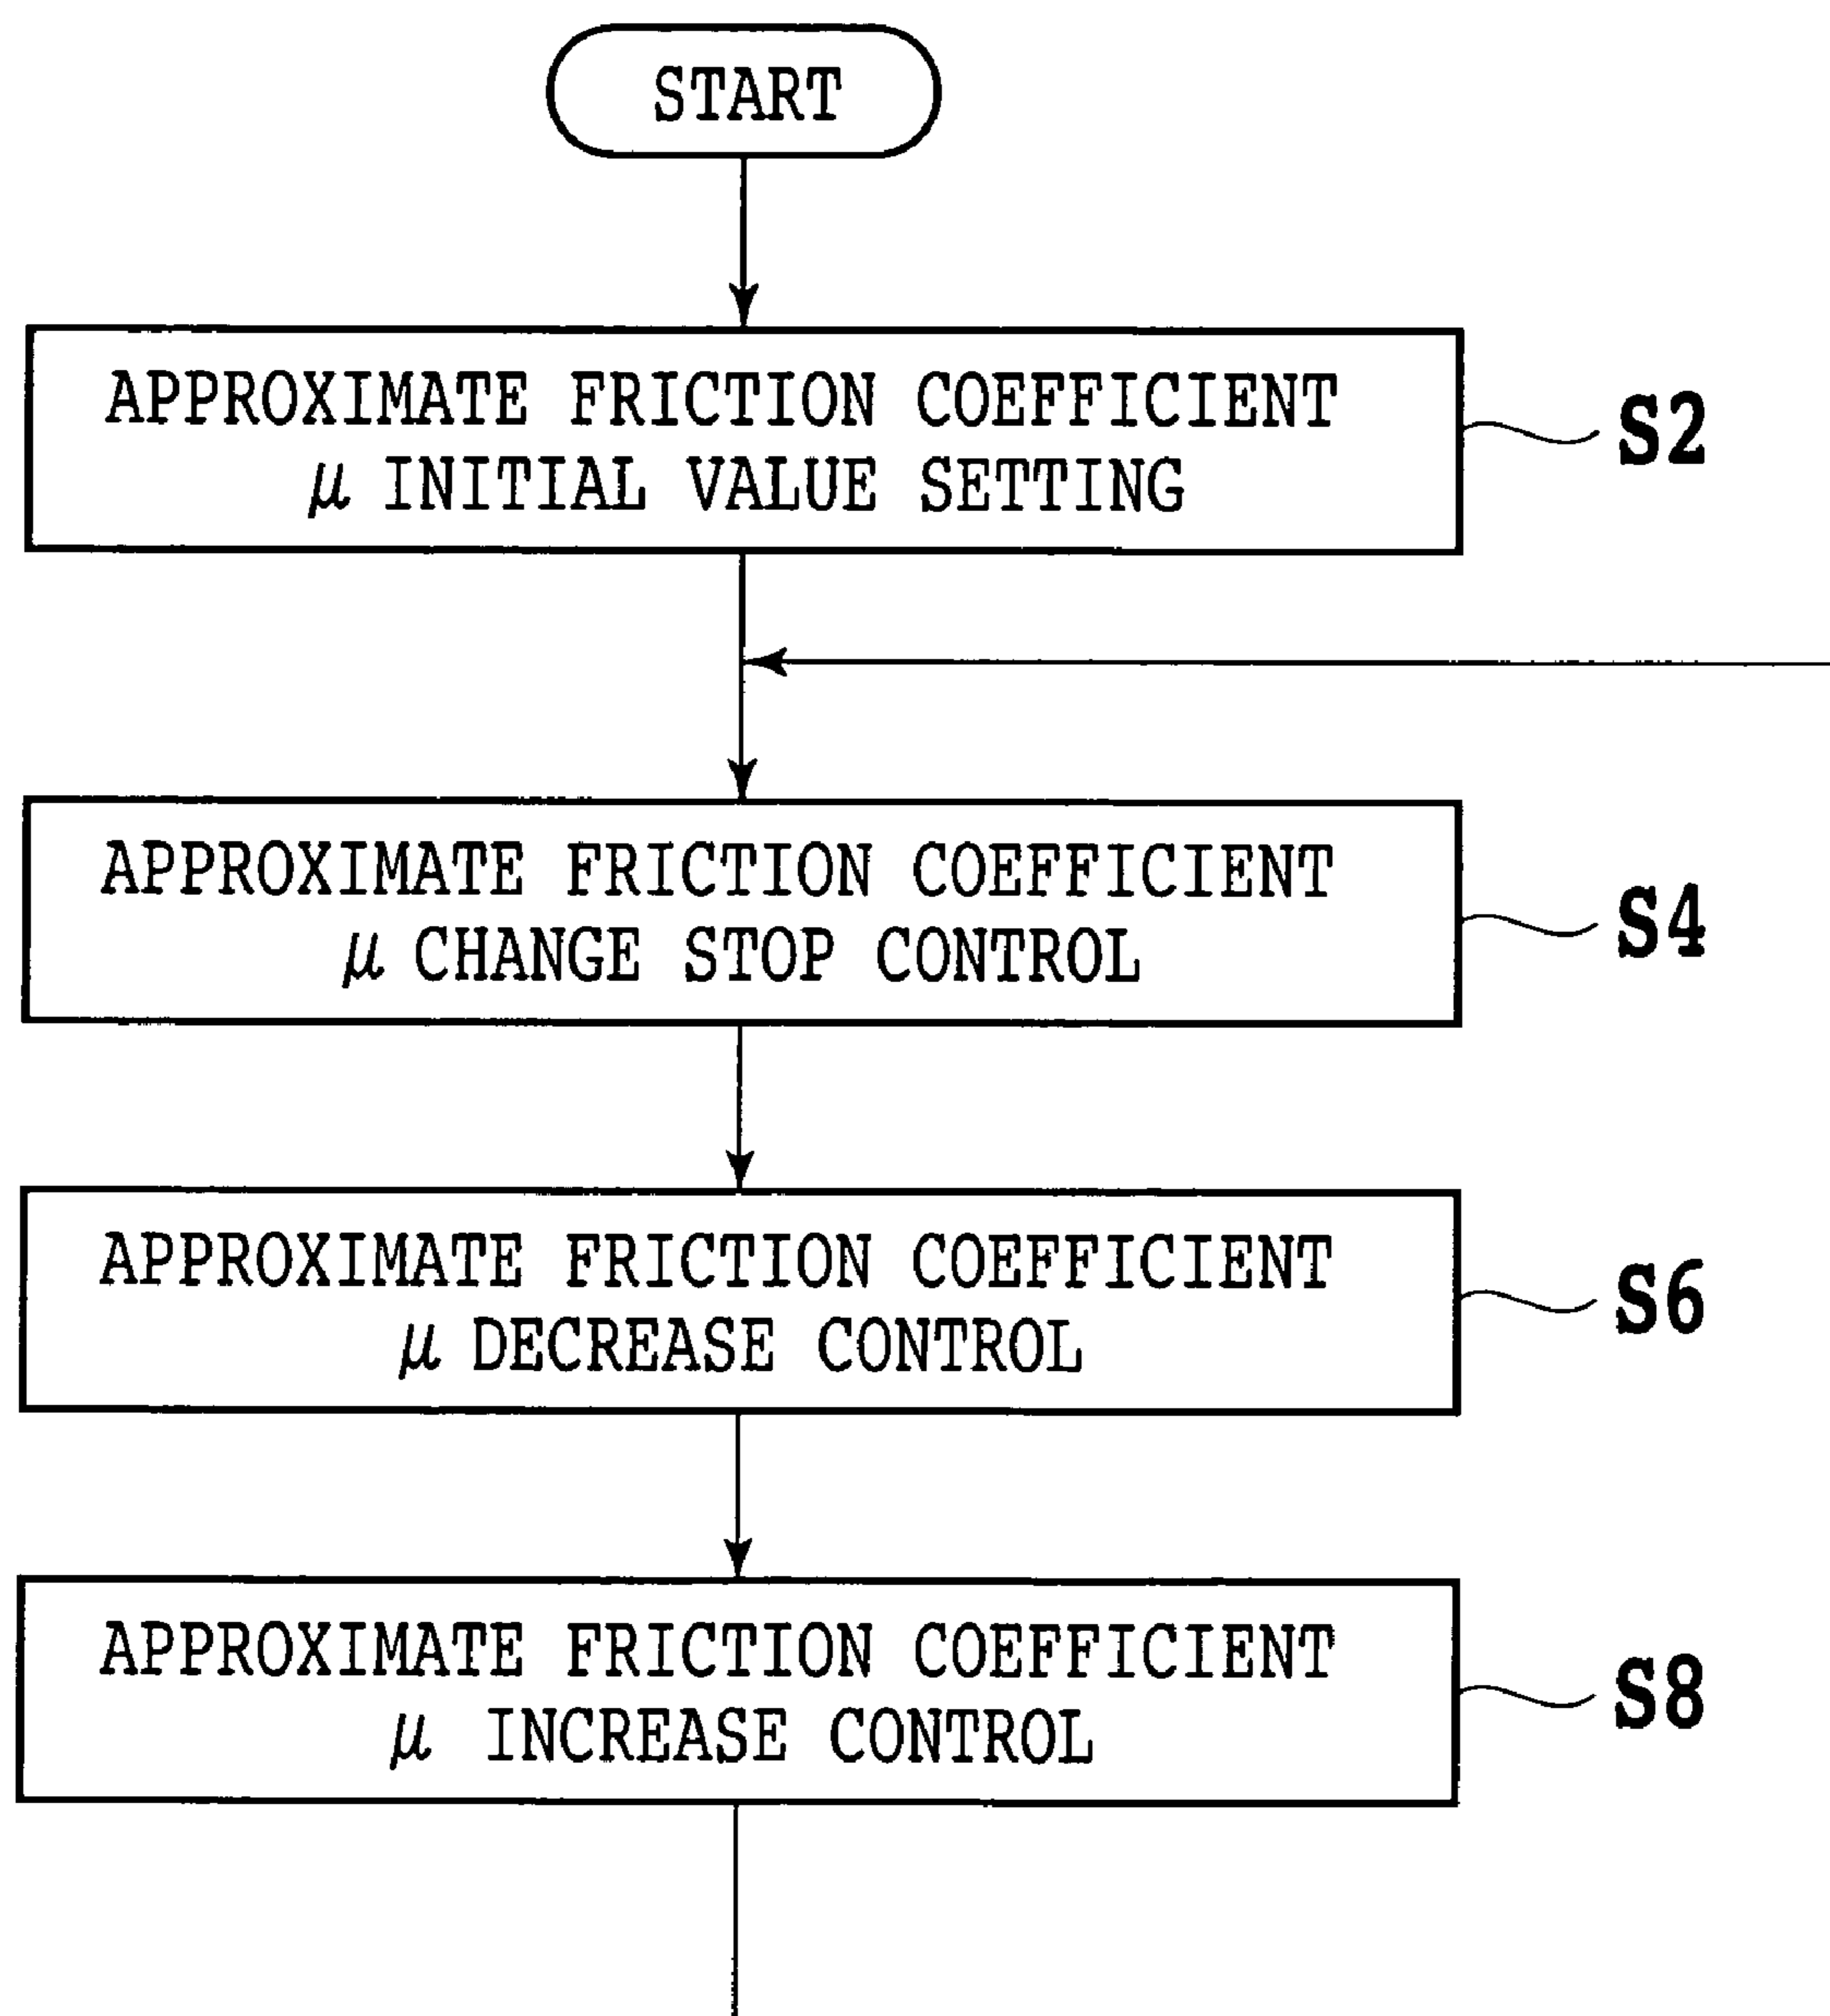 START
APPROXIMATE FRICTION COEFFICIENT
μ INITIAL VALUE SETTING
S2
APPROXIMATE FRICTION COEFFICIENT
μ CHANGE STOP CONTROL
S4
APPROXIMATE FRICTION COEFFICIENT
μ DECREASE CONTROL
S6
APPROXIMATE FRICTION COEFFICIENT
μ INCREASE CONTROL
S8